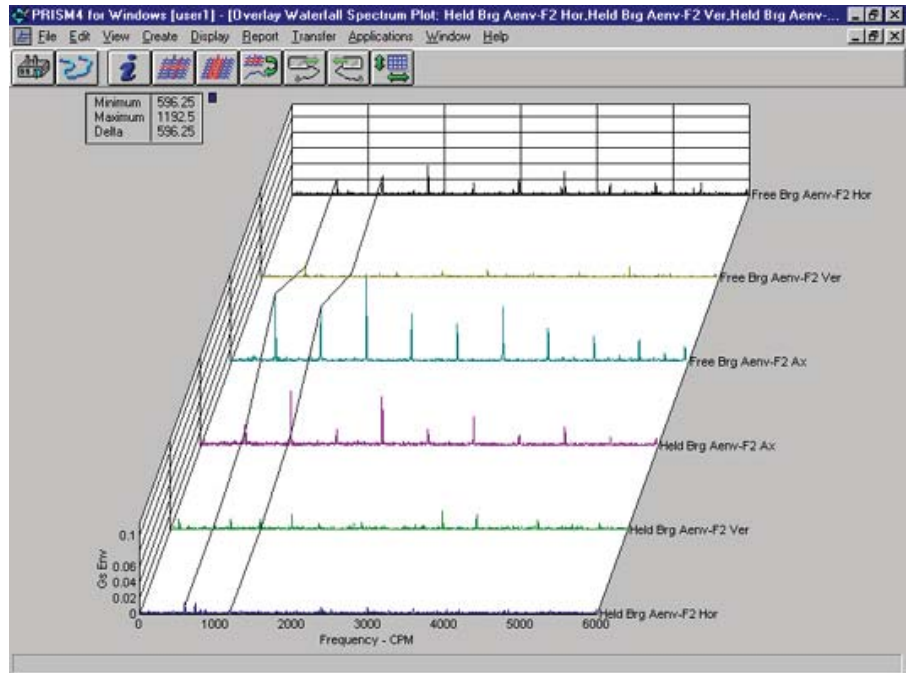 PRISM4 for Windows [user1] - [Overlay Waterfall Spectrum Plot: Held Brg Aenv-F2 Hor,Held Brg Aenv-F2 Ver,Held Brg Aenv-...
File Edit View Create Display Report Transfer Applications Window Help
Minimum 596.25
Maximum 1192.5
Delta 596.25
Free Brg Aenv-F2 Hor
Free Brg Aenv-F2 Ver
Free Brg Aenv-F2 Ax
Held Brg Aenv-F2 Ax
Held Brg Aenv-F2 Ver
Held Brg Aenv-F2 Hor
0.1
0.06
0.04
0.02
0
Gs Env
0 1000 2000 3000 4000 5000 6000
Frequency - CPM